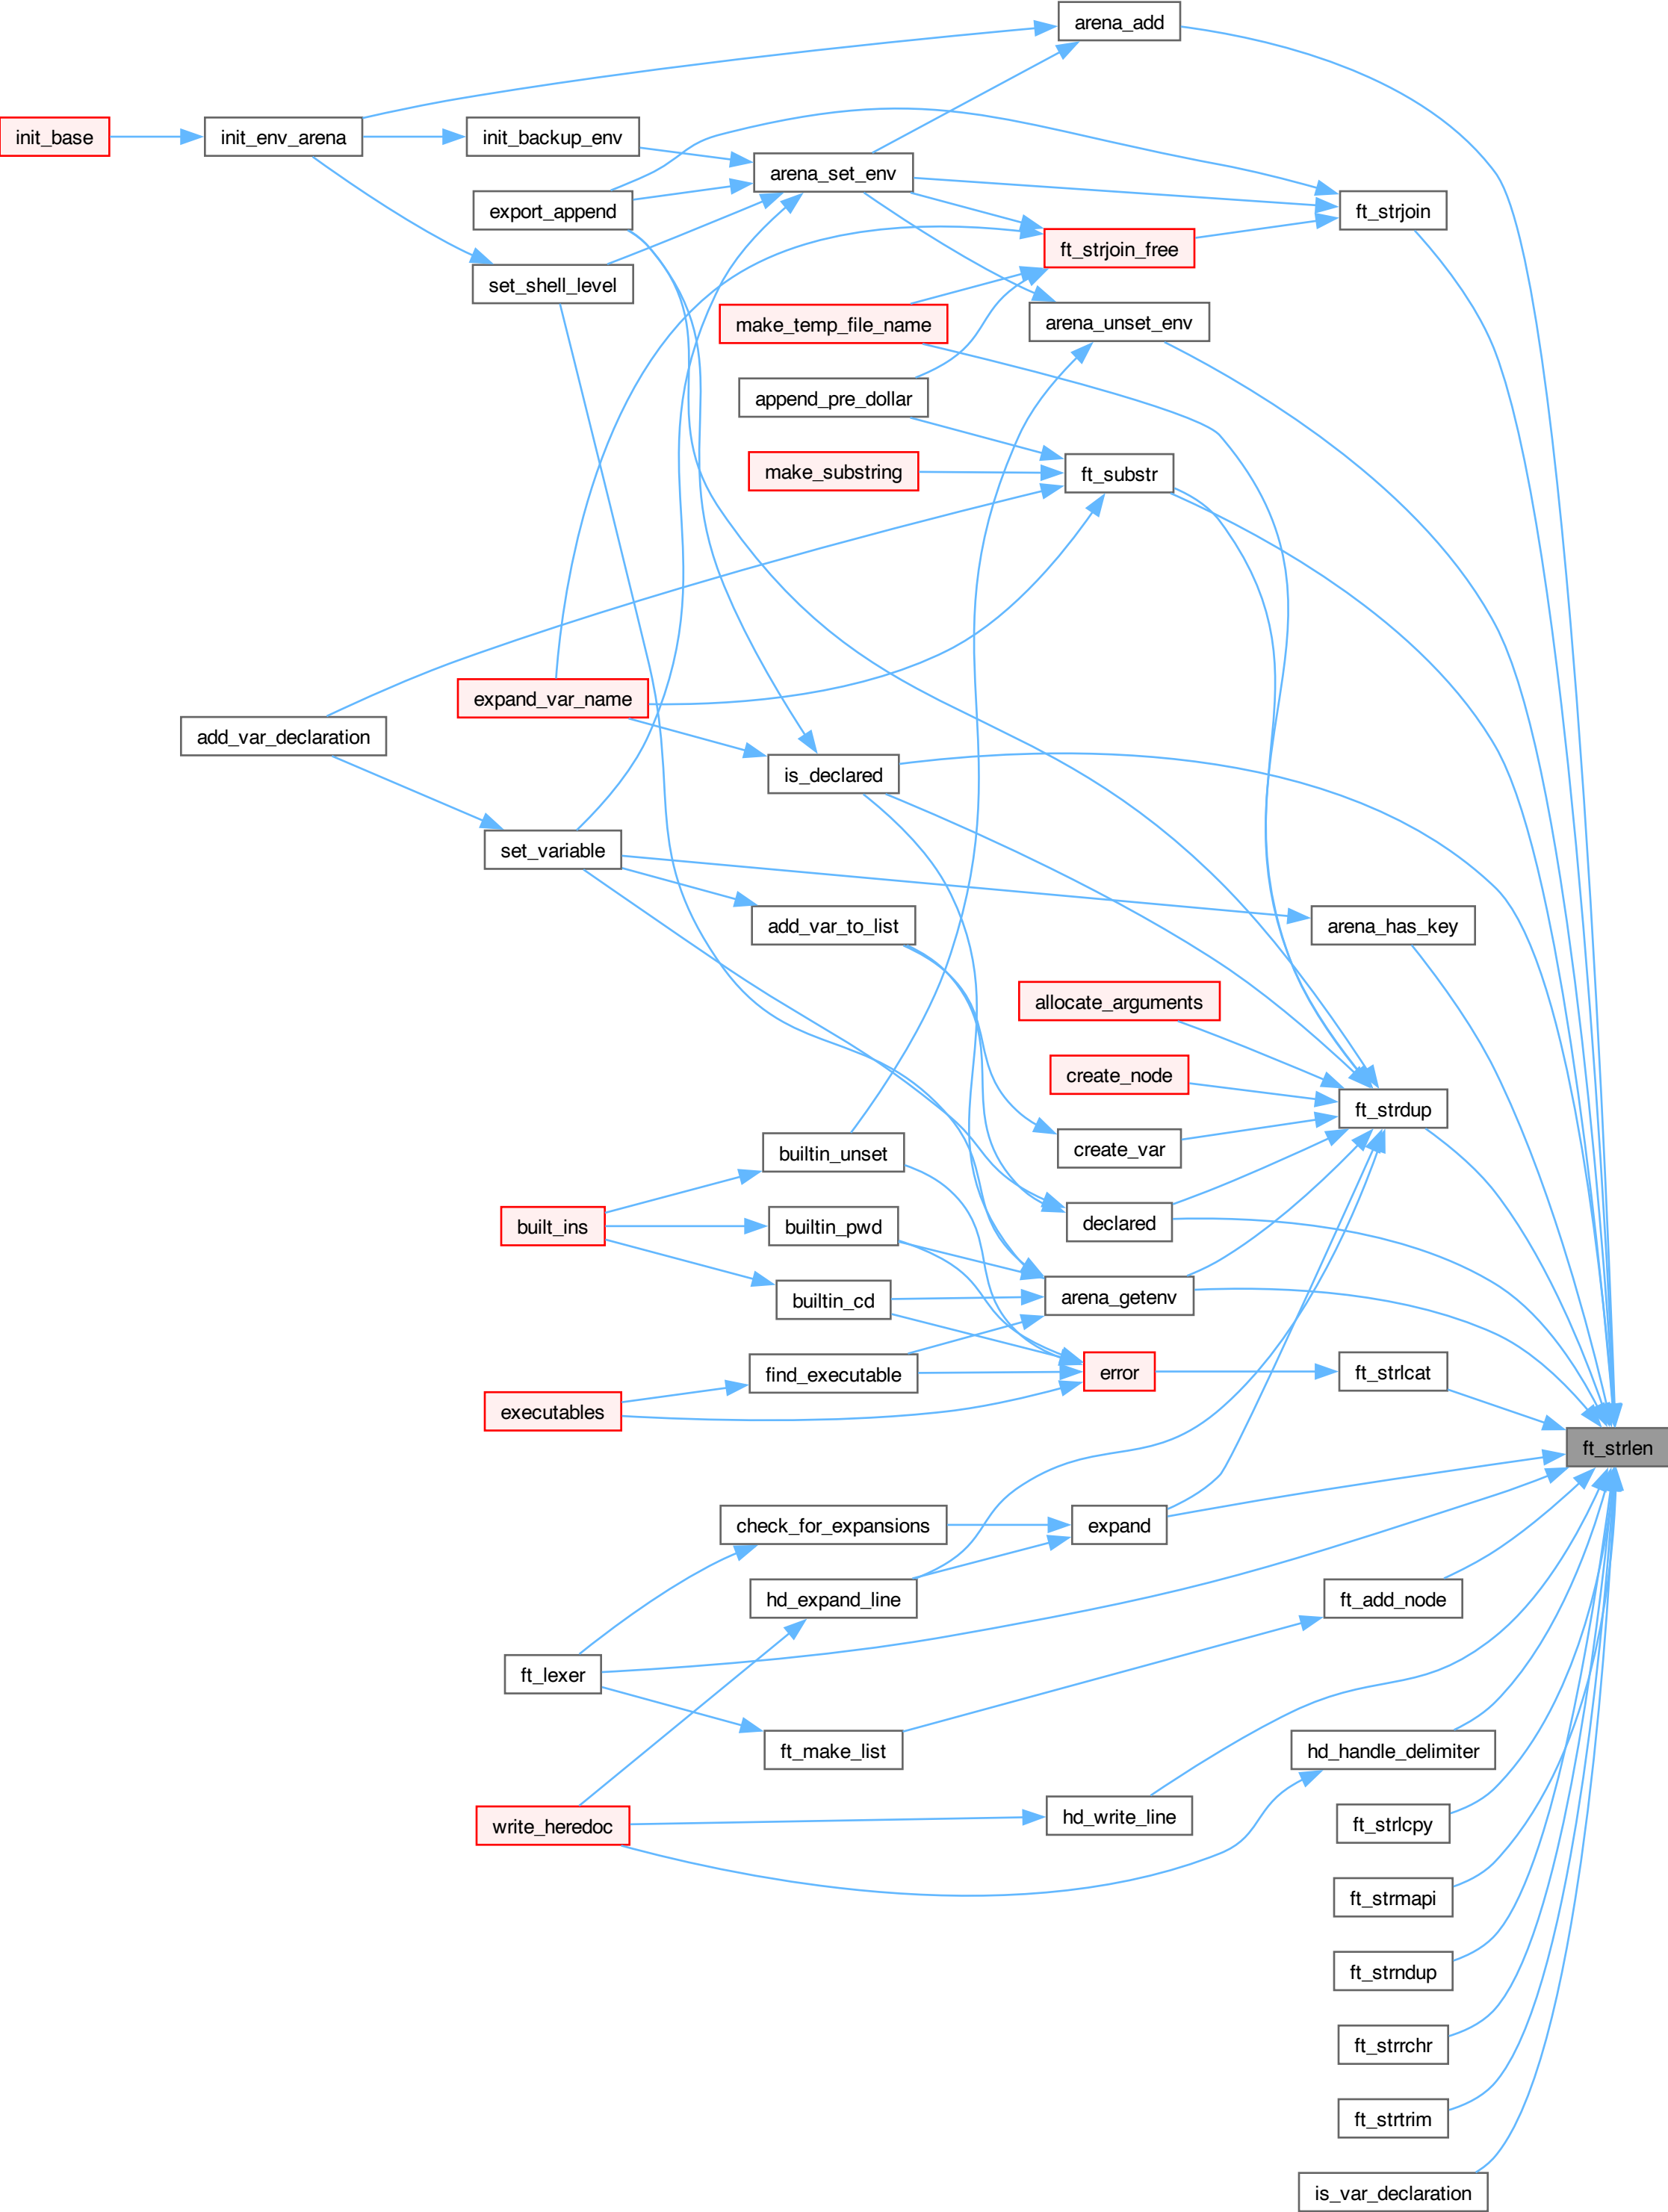 arena_add
init_base
init_env_arena
init_backup_env
arena_set_env
export_append
ft_strjoin
ft_strjoin_free
set_shell_level
make_temp_file_name
arena_unset_env
append_pre_dollar
make_substring
ft_substr
expand_var_name
add_var_declaration
is_declared
set_variable
add_var_to_list
arena_has_key
allocate_arguments
create_node
ft_strdup
builtin_unset
create_var
built_ins
builtin_pwd
declared
builtin_cd
arena_getenv
find_executable
error
ft_strlcat
executables
ft_strlen
check_for_expansions
expand
hd_expand_line
ft_add_node
ft_lexer
ft_make_list
hd_handle_delimiter
write_heredoc
hd_write_line
ft_strlcpy
ft_strmapi
ft_strndup
ft_strrchr
ft_strtrim
is_var_declaration